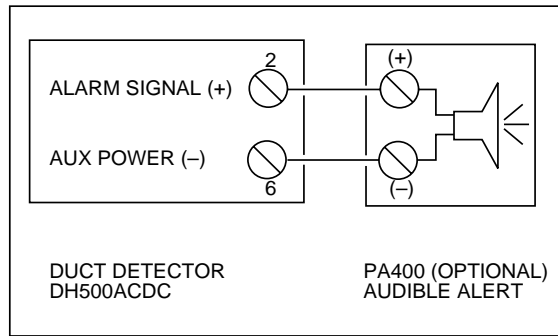 2
(+)
ALARM SIGNAL (+)
AUX POWER (–)
6
(–)
DUCT DETECTOR
DH500ACDC
PA400 (OPTIONAL)
AUDIBLE ALERT